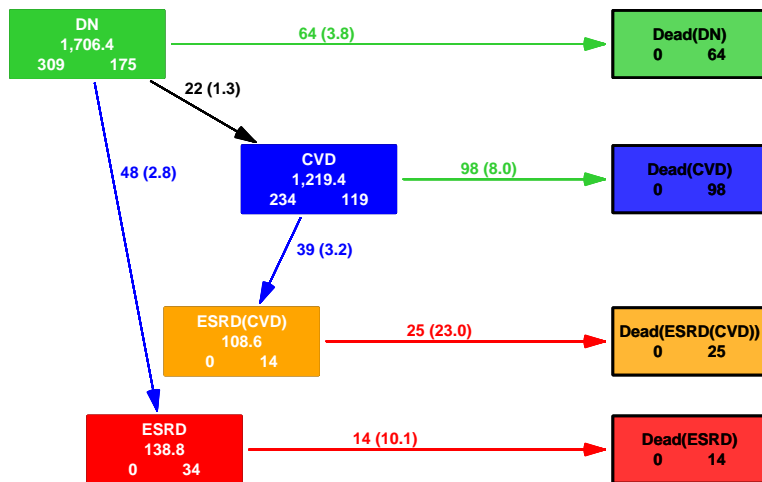 DN
1,706.4
309 175
64 (3.8)
Dead(DN)
0 64
22 (1.3)
48 (2.8)
CVD
1,219.4
234 119
98 (8.0)
Dead(CVD)
0 98
39 (3.2)
ESRD(CVD)
108.6
0 14
25 (23.0)
Dead(ESRD(CVD))
0 25
ESRD
138.8
0 34
14 (10.1)
Dead(ESRD)
0 14